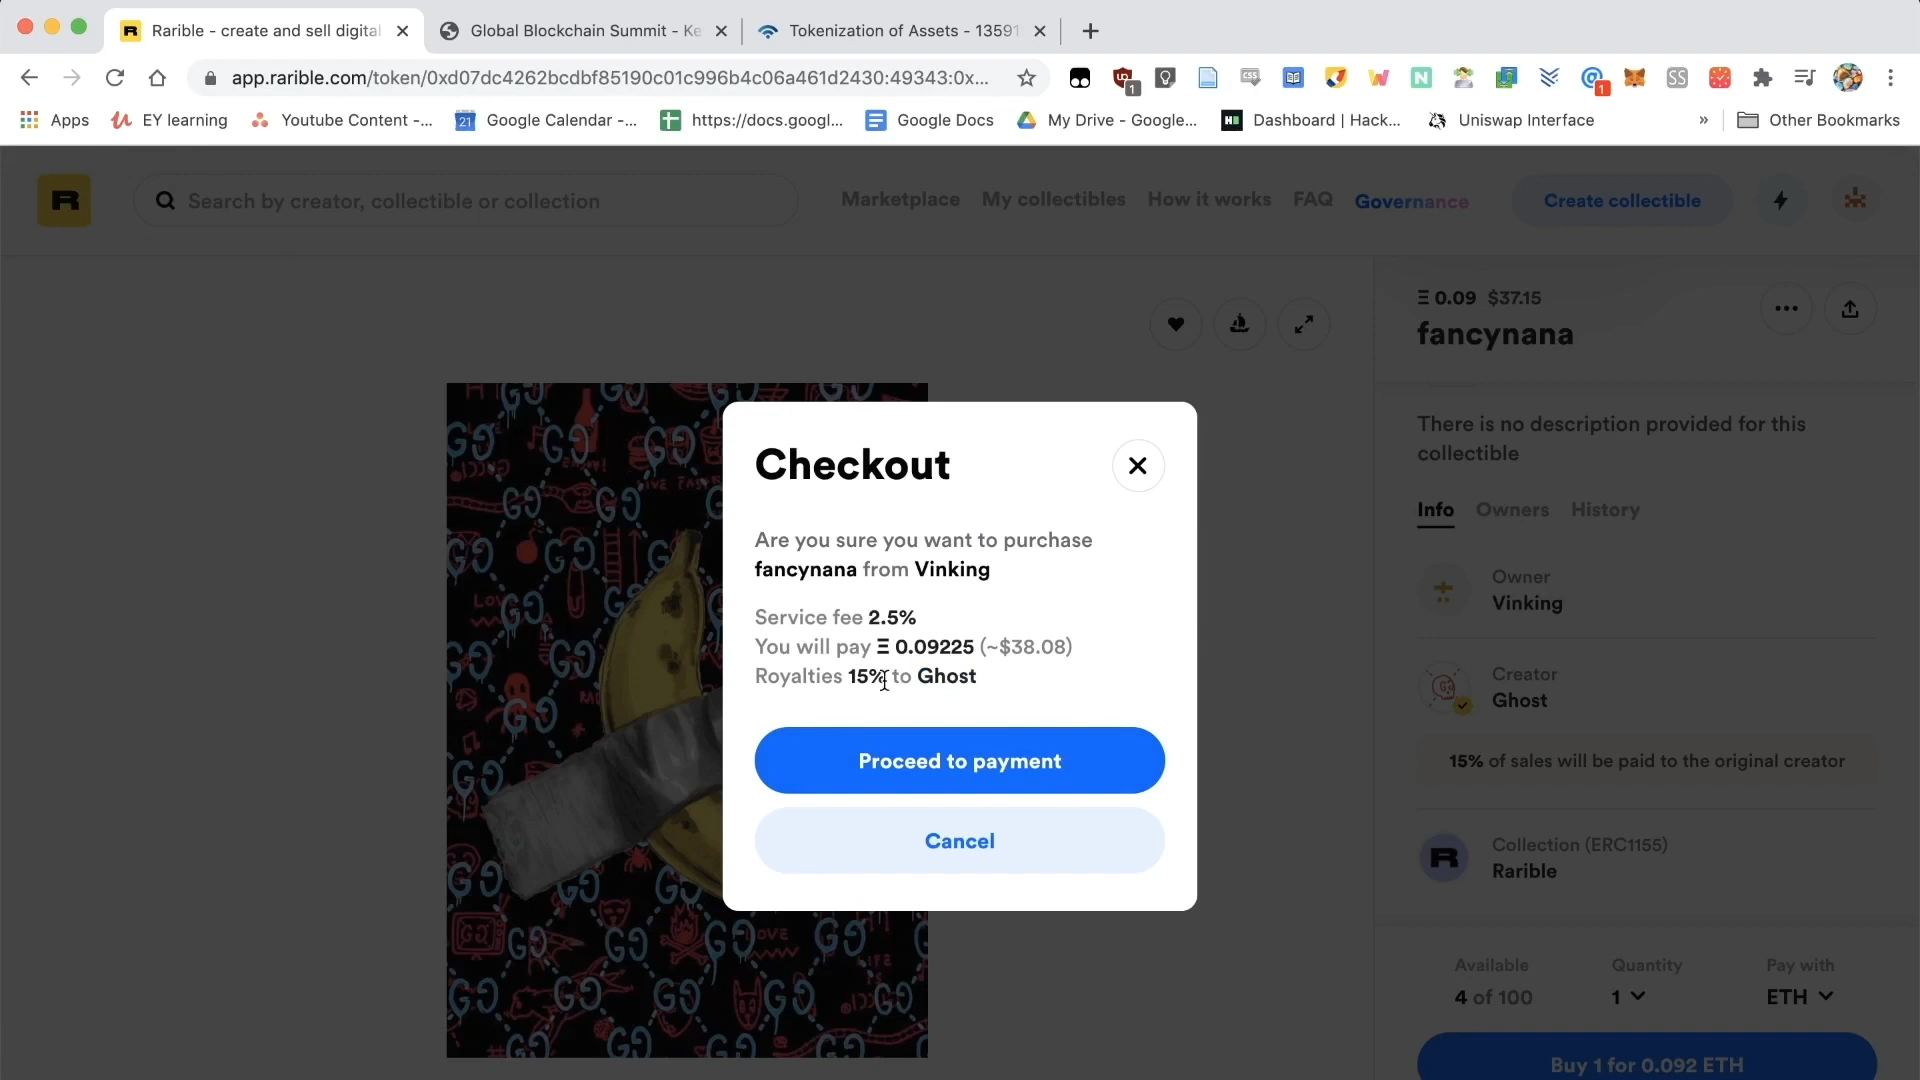 Rarible - create and sell digital
Global Blockchain Summit - Ke
Tokenization of Assets - 13591
app.rarible.com/token/0xd07dc4262bcdbf85190c01c996b4c06a461d2430:49343:0x...
Apps
EY learning
Youtube Content -...
Google Calendar -...
https://docs.googl...
Google Docs
My Drive - Google...
Dashboard | Hack...
Uniswap Interface
»
Other Bookmarks
R
Search by creator, collectible or collection
Marketplace
My collectibles
How it works
FAQ
Governance
Create collectible
Ξ 0.09 $37.15
fancynana
There is no description provided for this
collectible
Info
Owners
History
Owner
Vinking
Creator
Ghost
15% of sales will be paid to the original creator
Collection (ERC1155)
Rarible
Available
4 of 100
Quantity
1
Pay with
ETH
Buy 1 for 0.092 ETH
Checkout
Are you sure you want to purchase
fancynana from Vinking
Service fee 2.5%
You will pay Ξ 0.09225 (~$38.08)
Royalties 15% to Ghost
Proceed to payment
Cancel